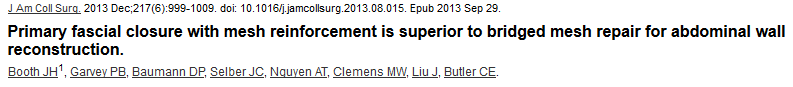 J Am Coll Surg. 2013 Dec;217(6):999-1009. doi: 10.1016/j.jamcollsurg.2013.08.015. Epub 2013 Sep 29.
Primary fascial closure with mesh reinforcement is superior to bridged mesh repair for abdominal wall
reconstruction.
Booth JH1, Garvey PB, Baumann DP, Selber JC, Nguyen AT, Clemens MW, Liu J, Butler CE.